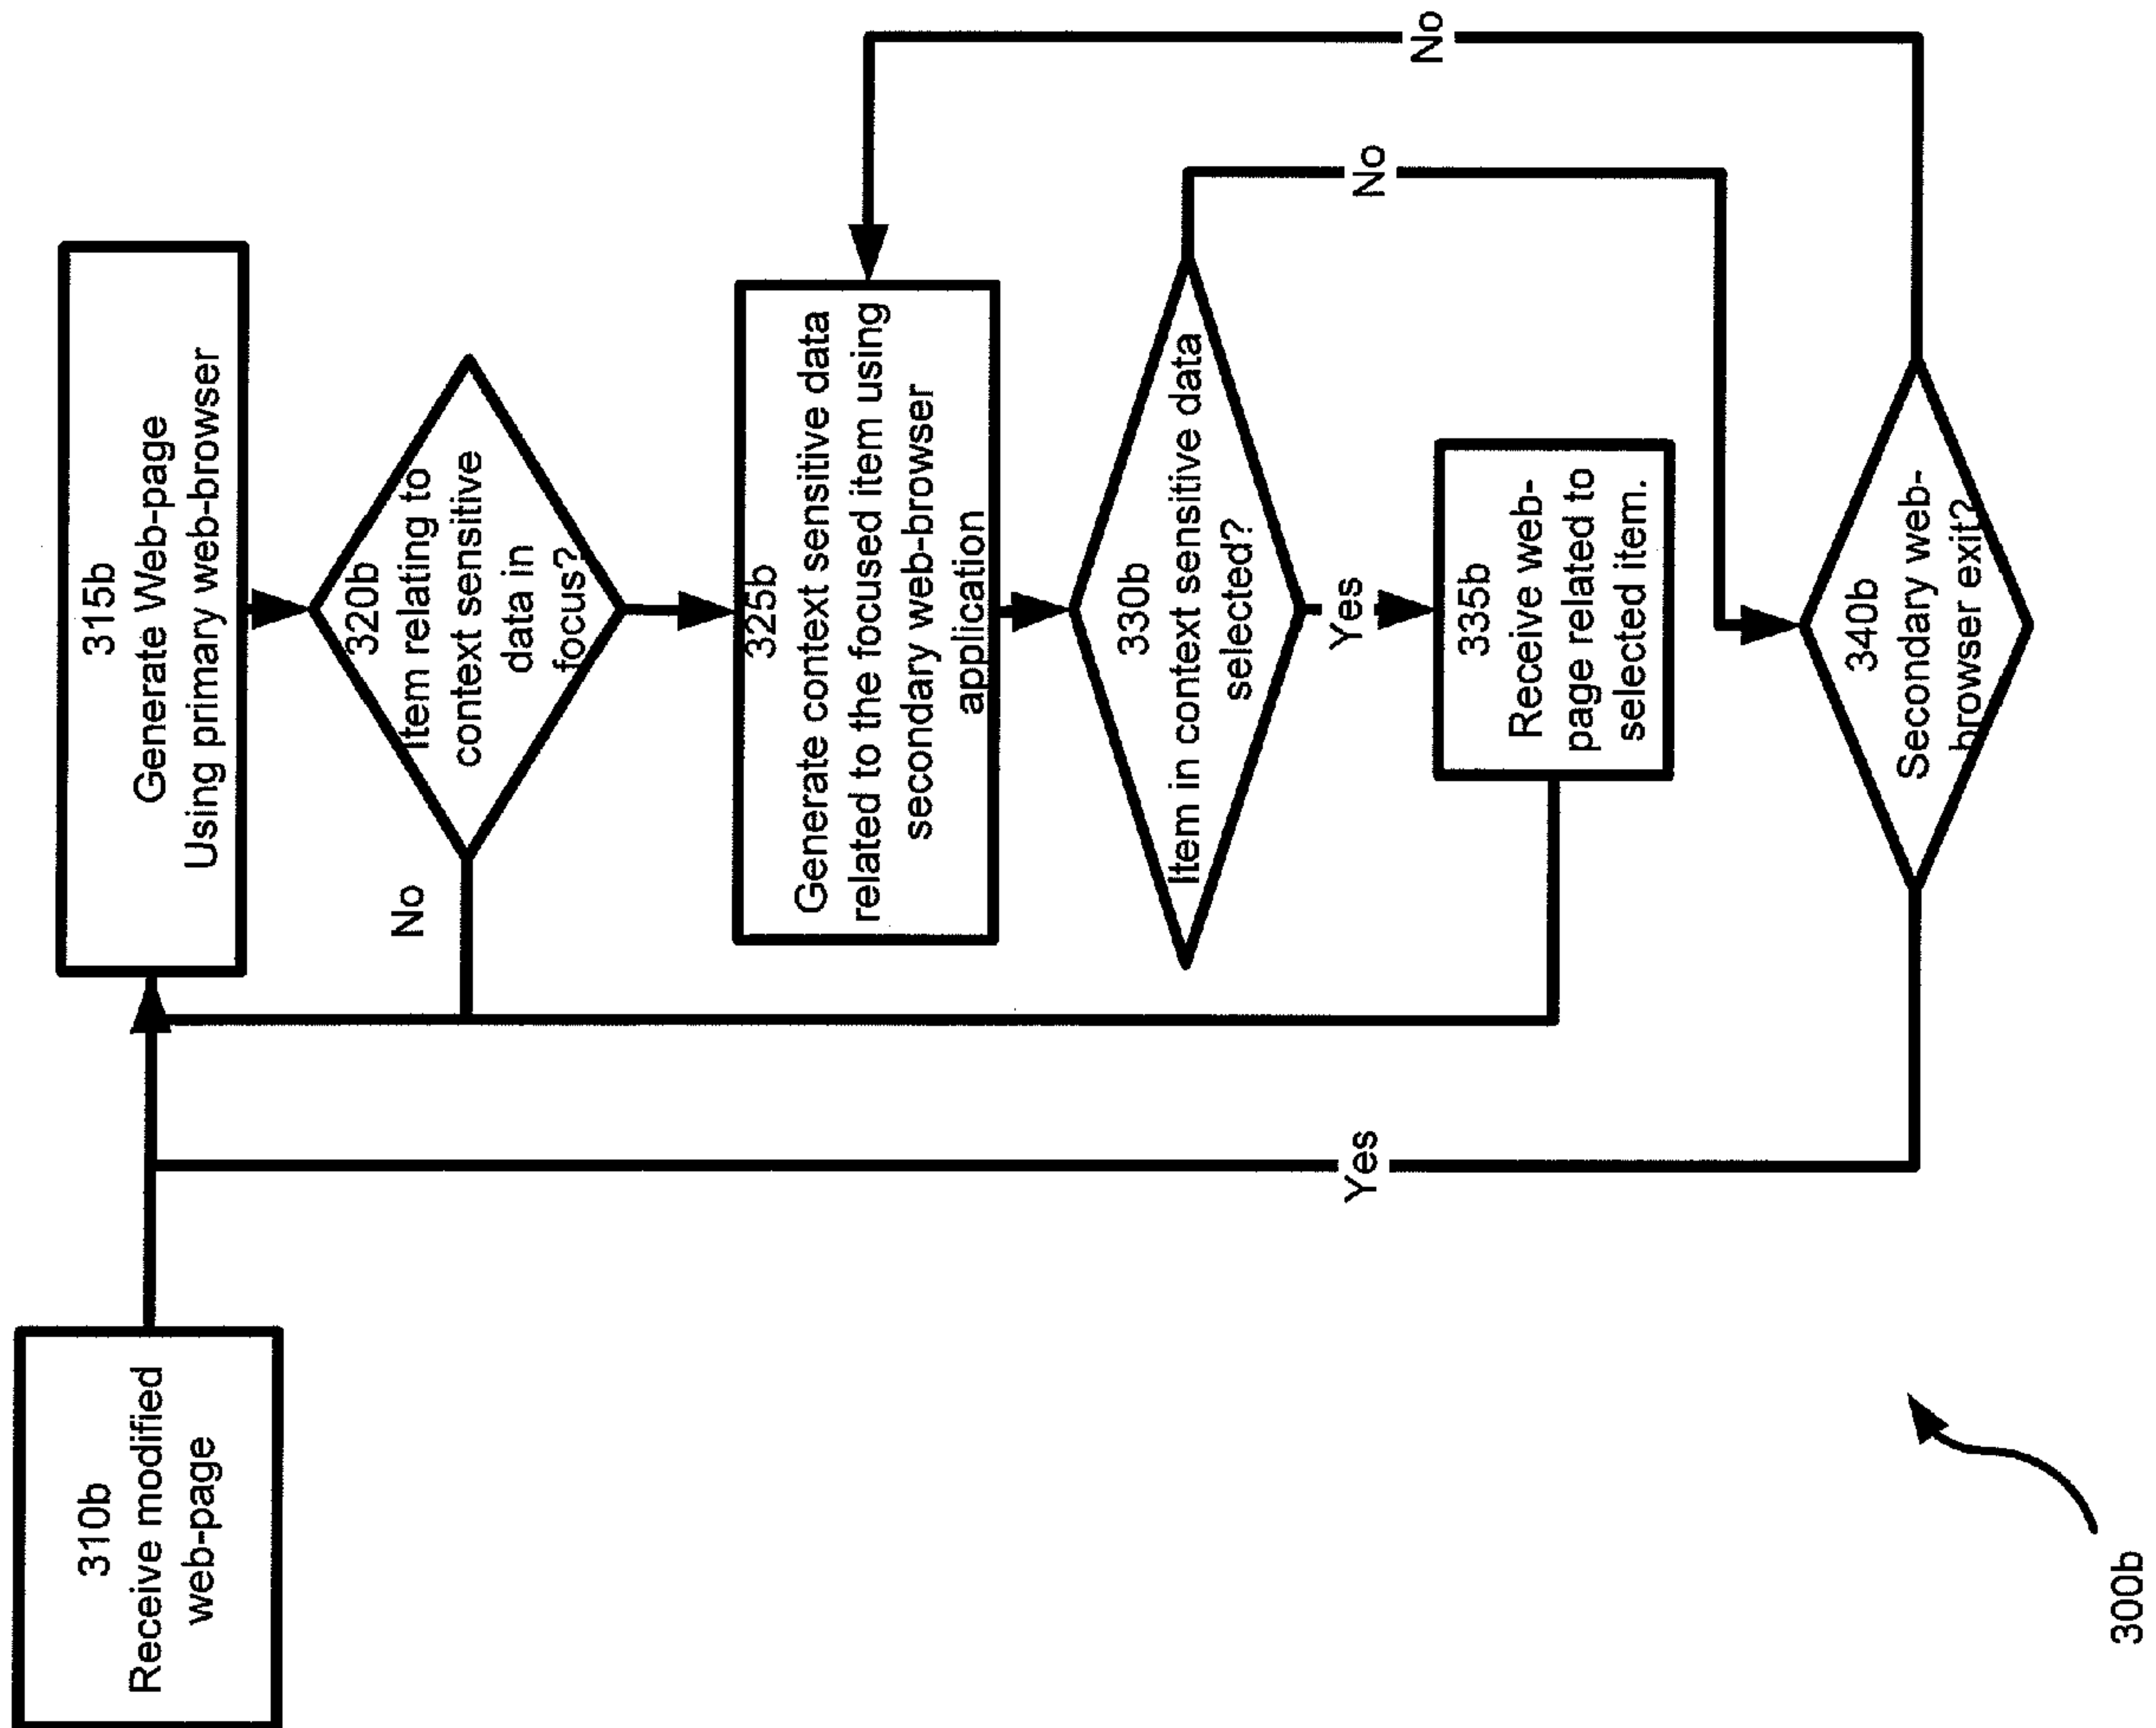 310b
Receive modified
web-page
315b
Generate Web-page
Using primary web-browser
320b
Item relating to
context sensitive
data in
focus?
No
325b
Generate context sensitive data
related to the focused item using
secondary web-browser
application
330b
Item in context sensitive data
selected?
No
Yes
335b
Receive web-
page related to
selected item.
340b
Secondary web-
browser exit?
Yes
No
300b